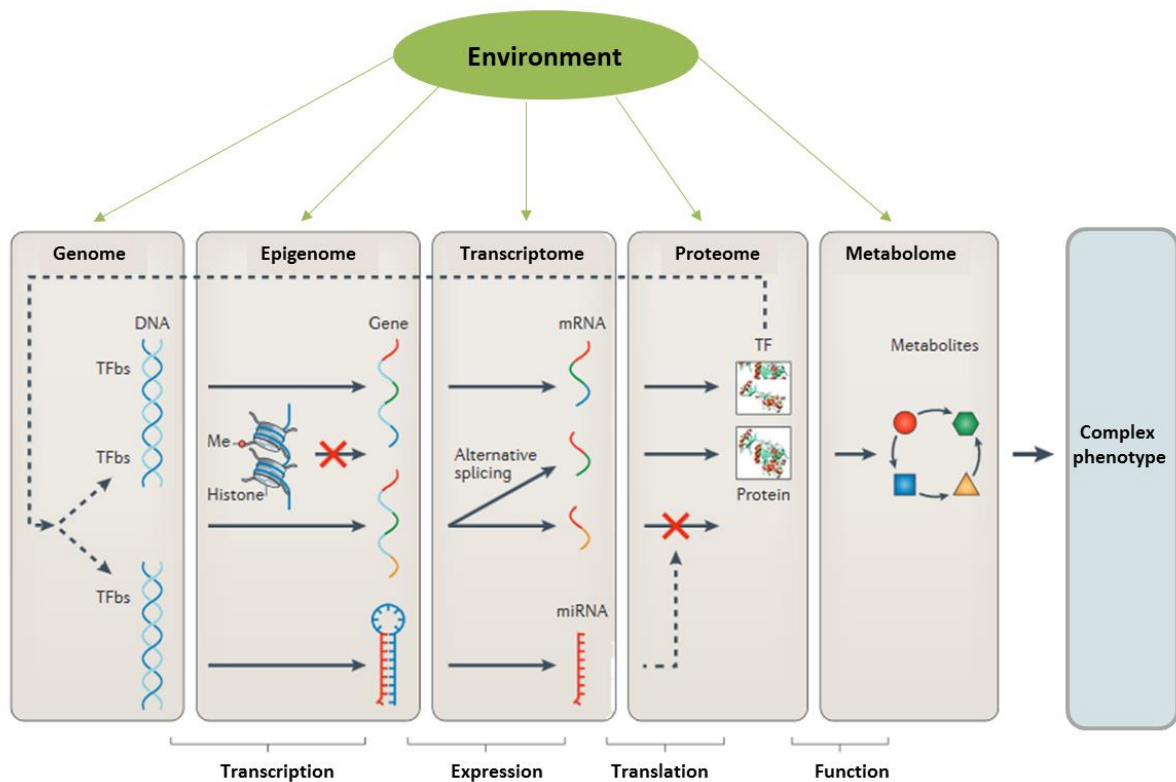 Environment
Genome
Epigenome
Transcriptome
Proteome
Metabolome
DNA
Gene
mRNA
TF
Metabolites
TFbs
Me
TFbs
Alternative
splicing
Histone
Protein
Complex
phenotype
TFbs
miRNA
Transcription
Expression
Translation
Function